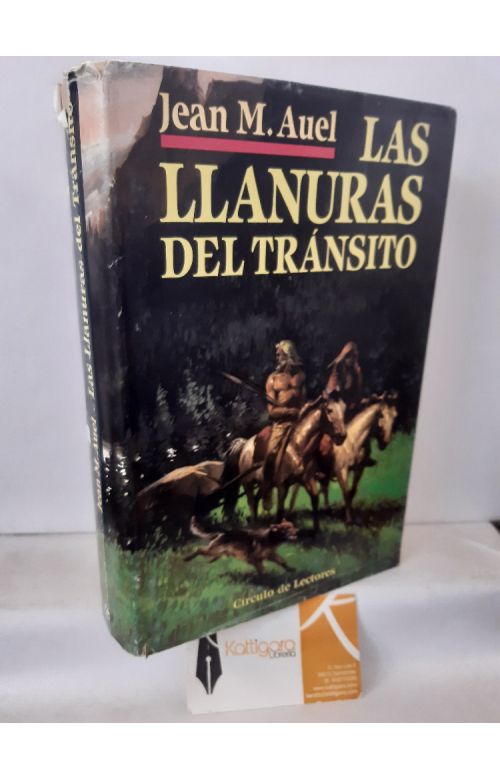 Jean M. Auel
LAS
LLANURAS
DEL TRÁNSITO
Círculo de Lectores
Jean M. Auel - Las Llanuras del Tránsito
Kattigara
Librería